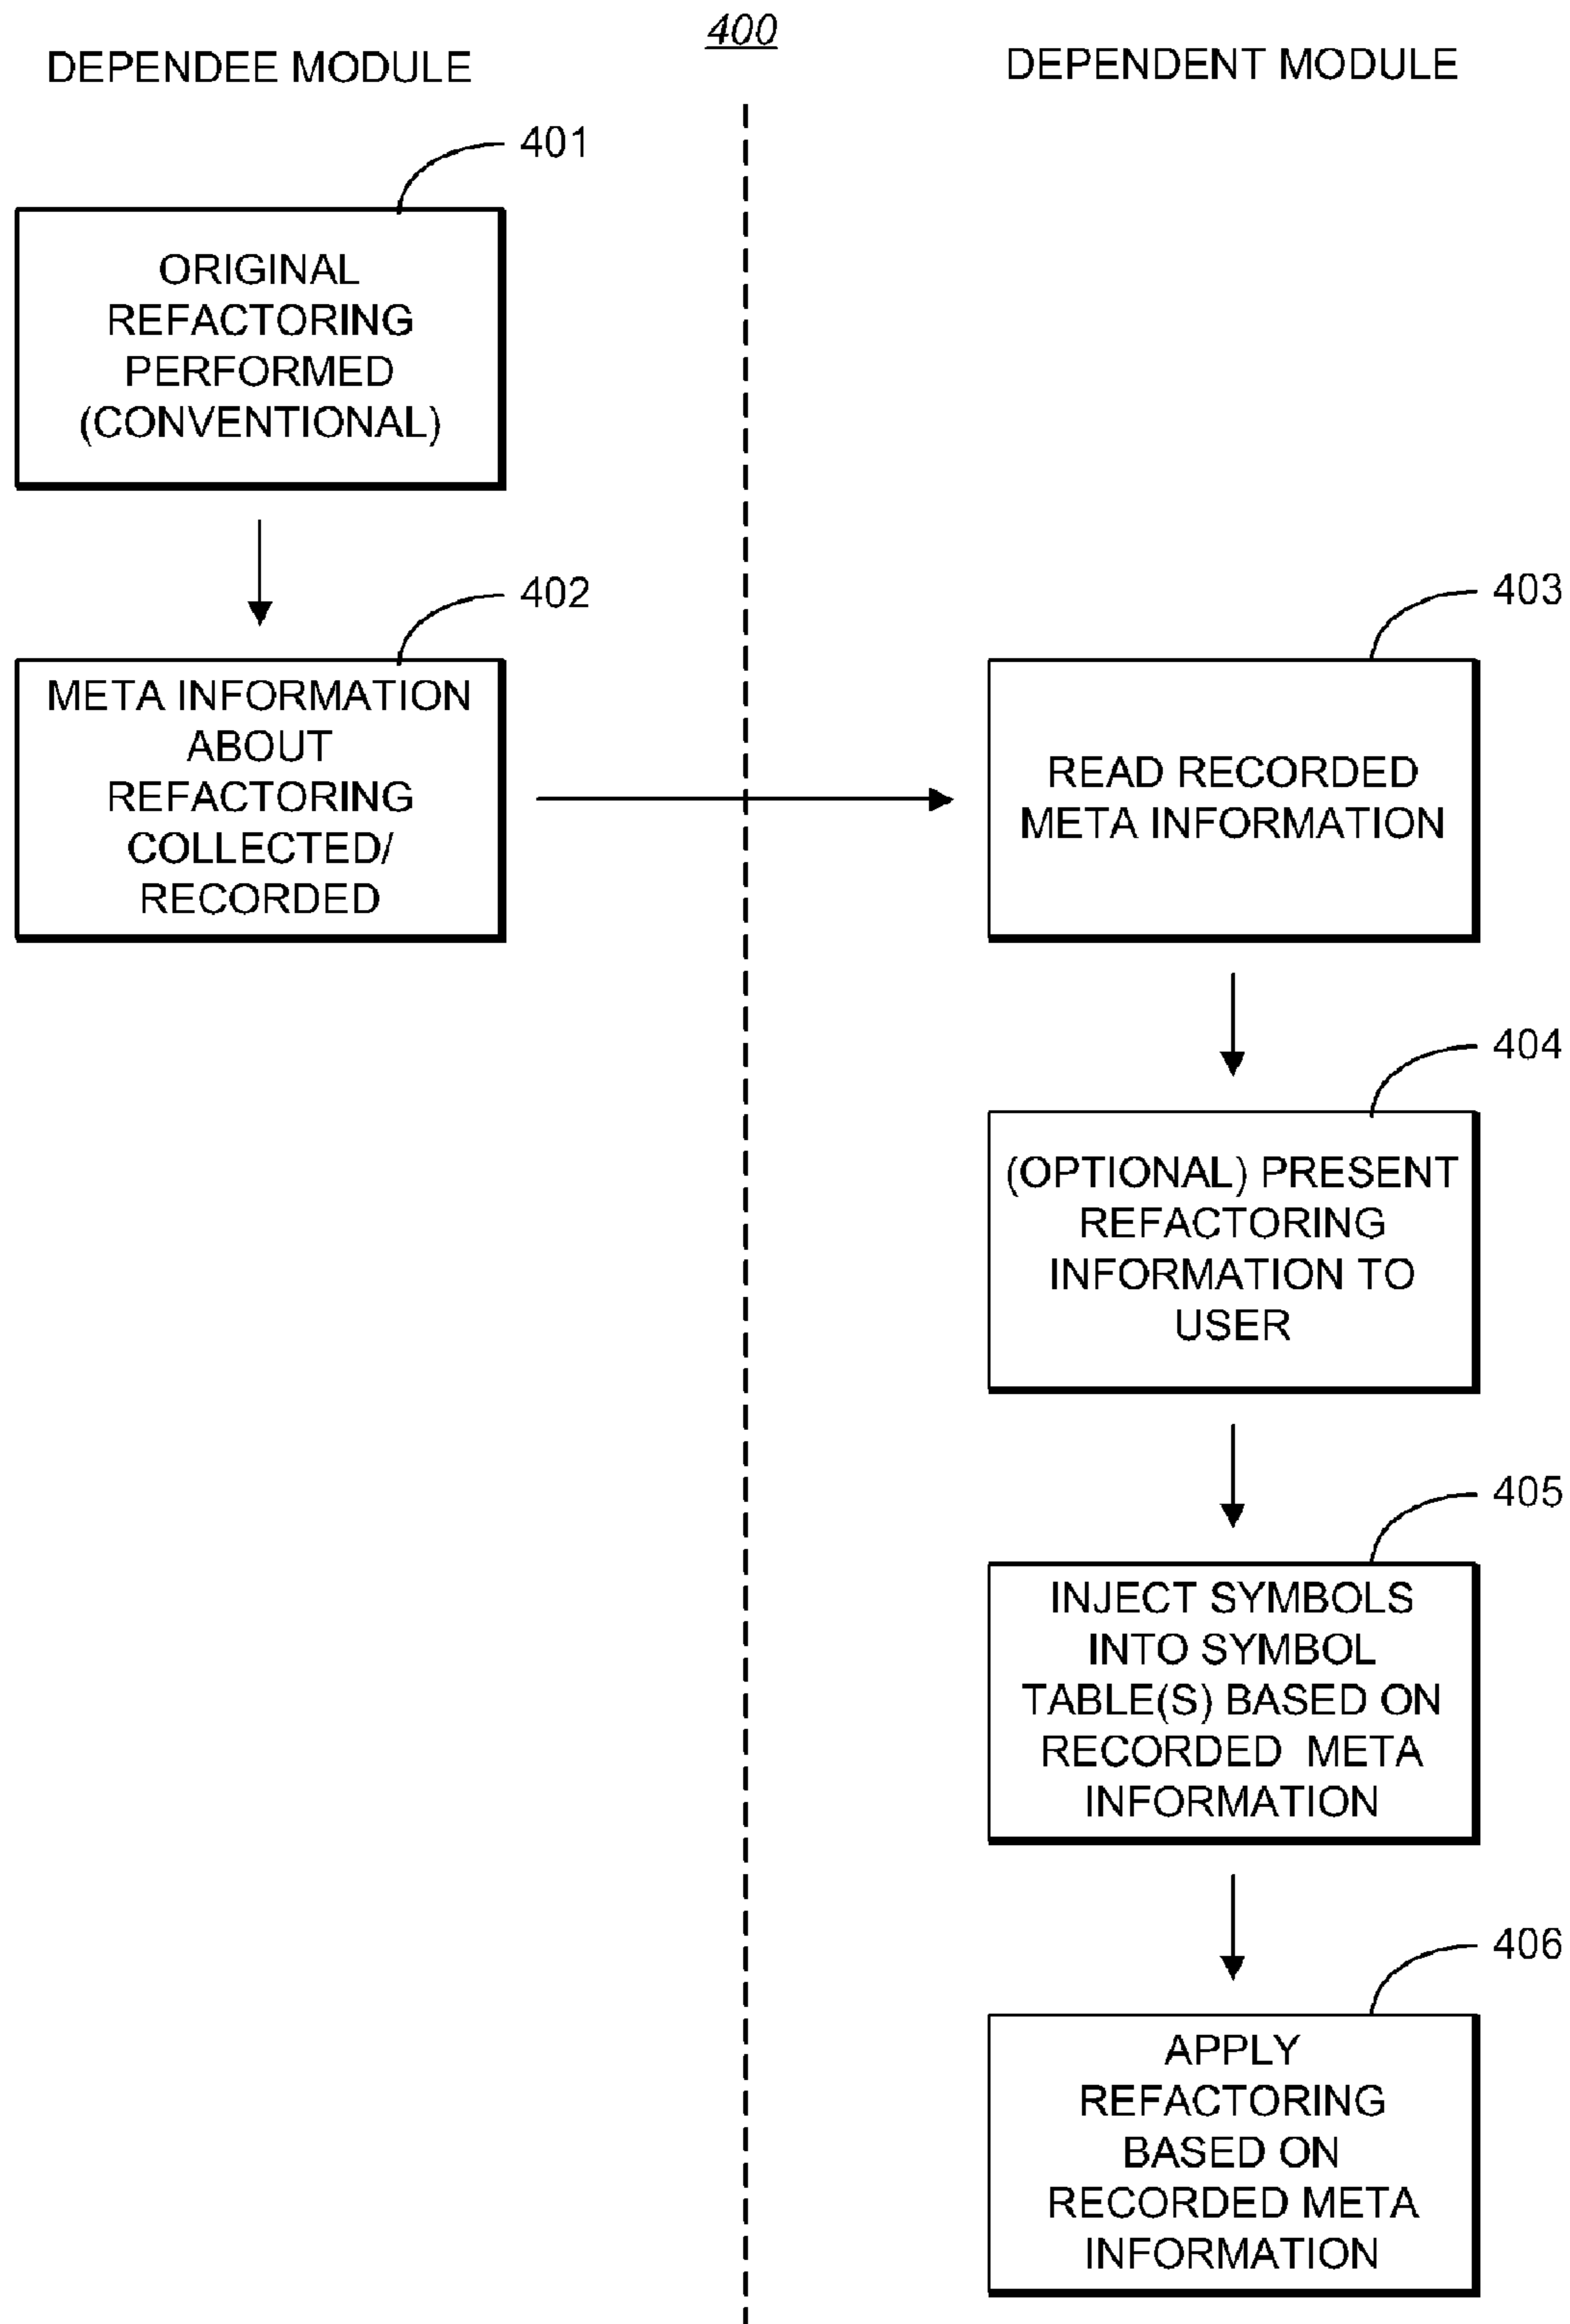 400
DEPENDEE MODULE
DEPENDENT MODULE
401
ORIGINAL
REFACTORING
PERFORMED
(CONVENTIONAL)
402
META INFORMATION
ABOUT
REFACTORING
COLLECTED/
RECORDED
403
READ RECORDED
META INFORMATION
404
(OPTIONAL) PRESENT
REFACTORING
INFORMATION TO
USER
405
INJECT SYMBOLS
INTO SYMBOL
TABLE(S) BASED ON
RECORDED META
INFORMATION
406
APPLY
REFACTORING
BASED ON
RECORDED META
INFORMATION